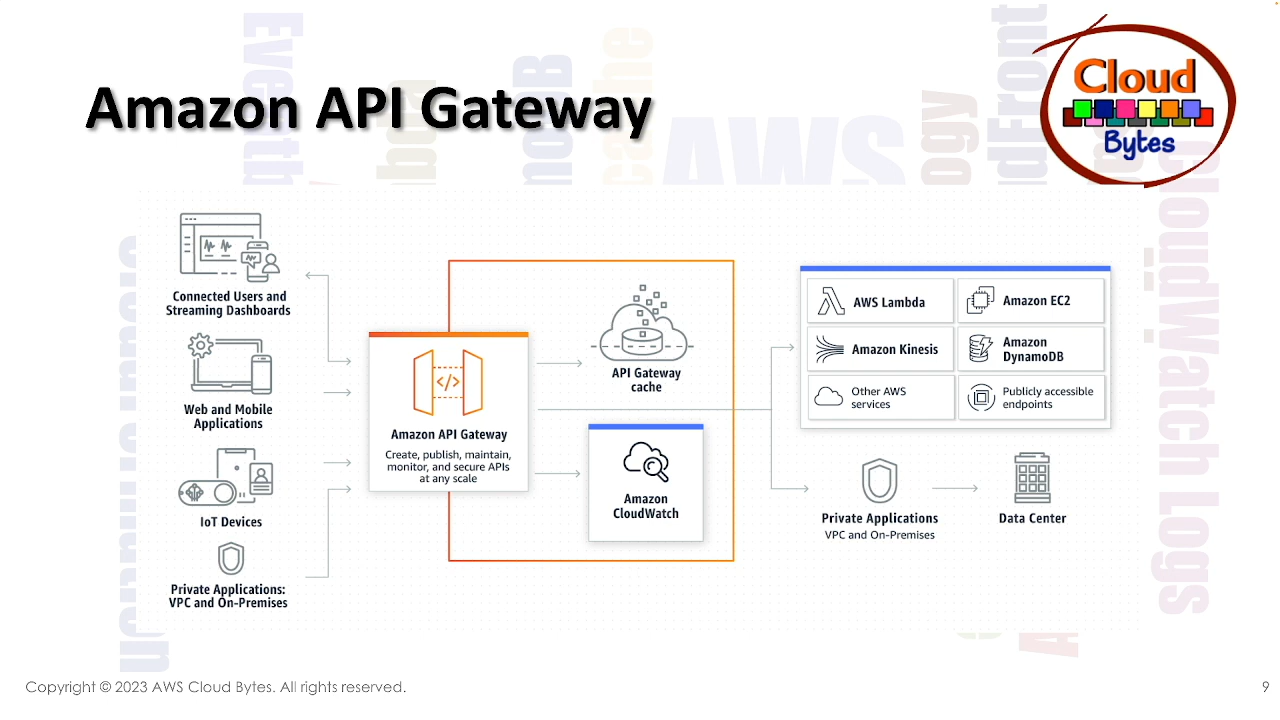 Amazon API Gateway
Cloud
Bytes
Connected Users and
Streaming Dashboards
Web and Mobile
Applications
IoT Devices
Private Applications:
VPC and On-Premises
Amazon API Gateway
Create, publish, maintain,
monitor, and secure APIs
at any scale
API Gateway
cache
Amazon
CloudWatch
AWS Lambda
Amazon EC2
Amazon Kinesis
Amazon
DynamoDB
Other AWS
services
Publicly accessible
endpoints
Private Applications
VPC and On-Premises
Data Center
AWS
CloudWatch Logs
Copyright © 2023 AWS Cloud Bytes. All rights reserved.
9